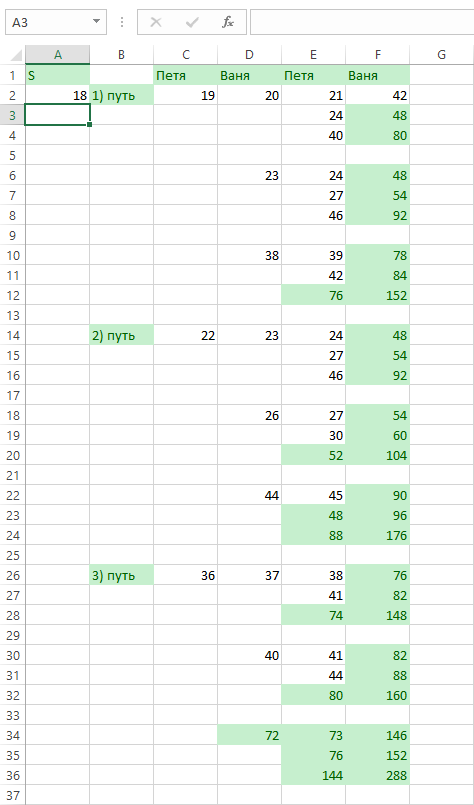 A3
fx
A B C D E F G
1 S Петя Ваня Петя Ваня
2 18 1) путь 19 20 21 42
3 24 48
4 40 80
5
6 23 24 48
7 27 54
8 46 92
9
10 38 39 78
11 42 84
12 76 152
13
14 2) путь 22 23 24 48
15 27 54
16 46 92
17
18 26 27 54
19 30 60
20 52 104
21
22 44 45 90
23 48 96
24 88 176
25
26 3) путь 36 37 38 76
27 41 82
28 74 148
29
30 40 41 82
31 44 88
32 80 160
33
34 72 73 146
35 76 152
36 144 288
37